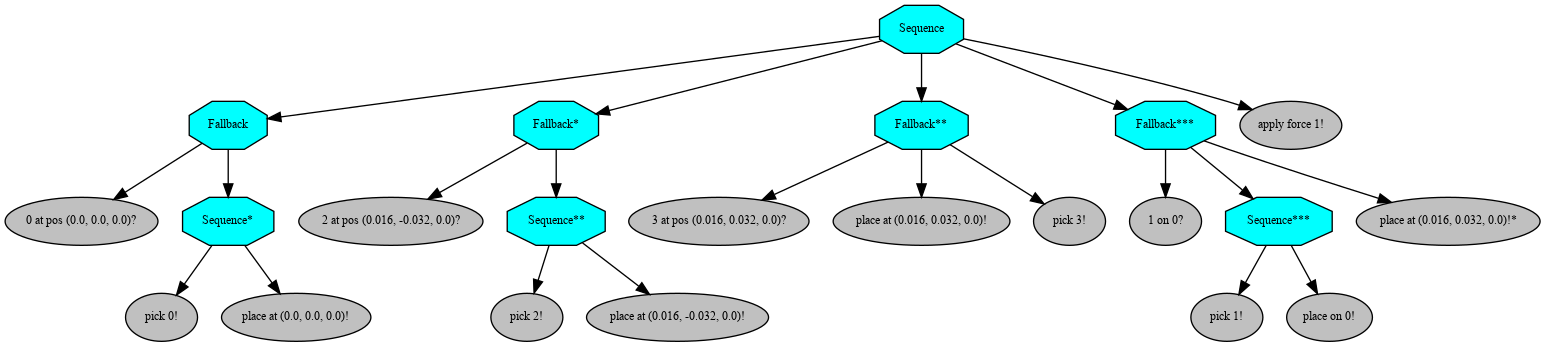 Sequence
Fallback
Fallback*
Fallback**
Fallback***
apply force 1!
0 at pos (0.0, 0.0, 0.0)?
Sequence*
2 at pos (0.016, -0.032, 0.0)?
Sequence**
3 at pos (0.016, 0.032, 0.0)?
place at (0.016, 0.032, 0.0)!
pick 3!
1 on 0?
Sequence***
place at (0.016, 0.032, 0.0)!*
pick 0!
place at (0.0, 0.0, 0.0)!
pick 2!
place at (0.016, -0.032, 0.0)!
pick 1!
place on 0!